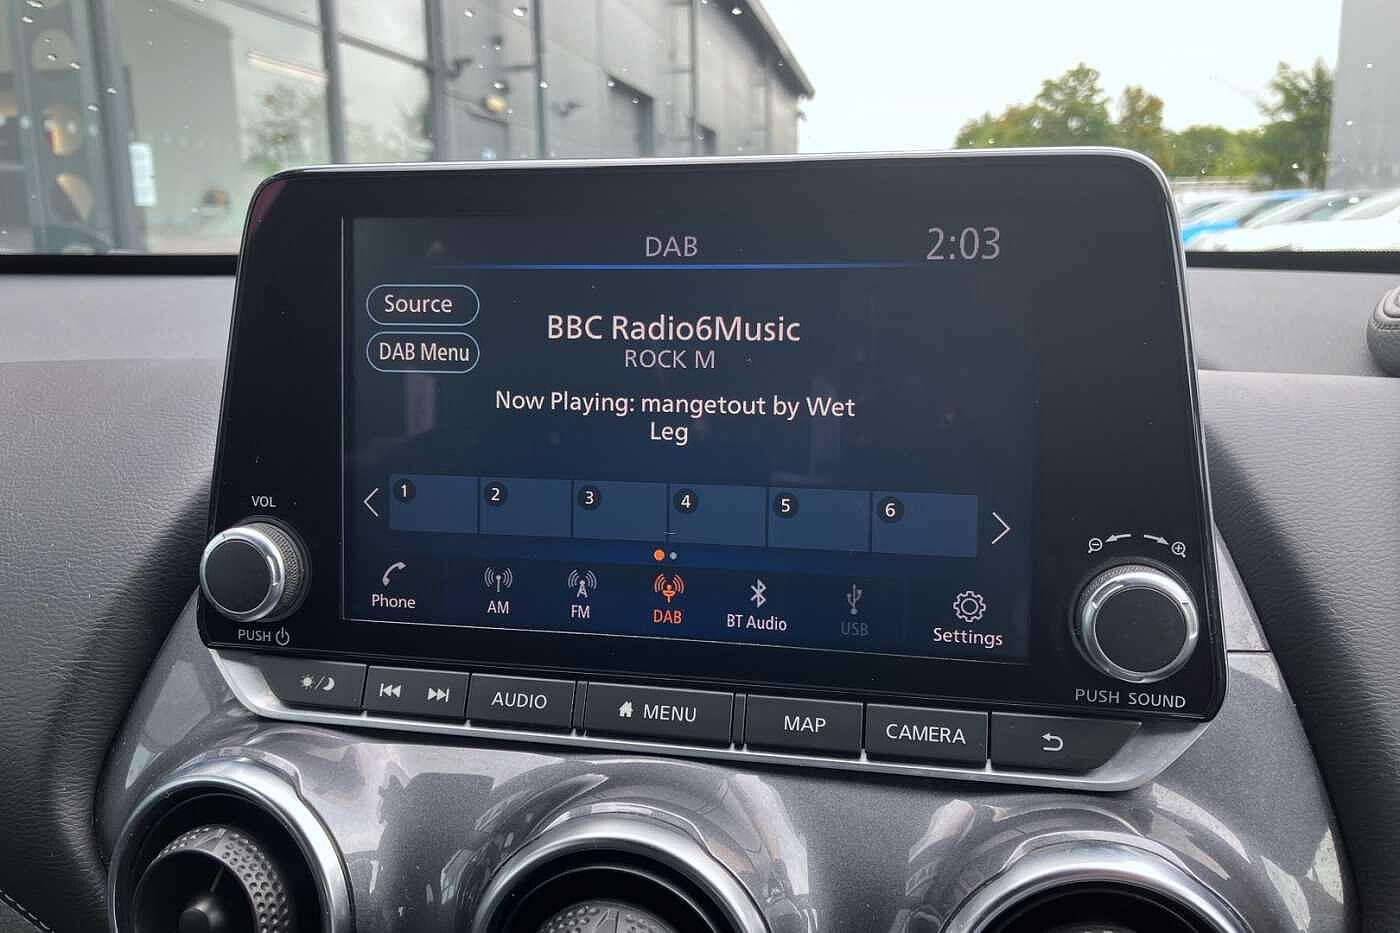 DAB
2:03
Source
DAB Menu
BBC Radio6Music
ROCK M
Now Playing: mangetout by Wet
Leg
1 2 3 4 5 6
Phone
AM
FM
DAB
BT Audio
USB
Settings
VOL
PUSH
PUSH SOUND
AUDIO
MENU
MAP
CAMERA